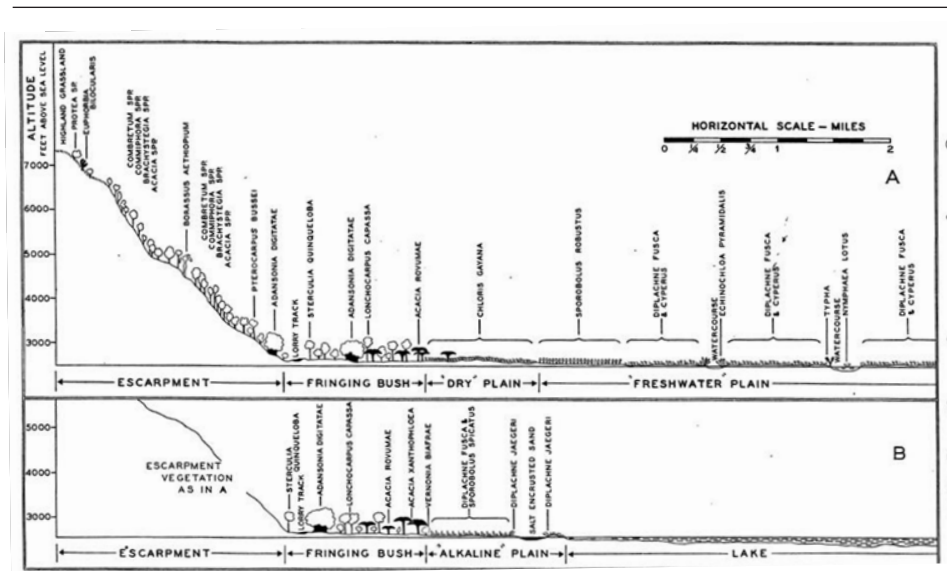 ALTITUDE
FEET ABOVE SEA LEVEL
7000
6000
5000
4000
3000
HIGHLAND GRASSLAND
PROTEA SP.
EUPHORBIA
BILOCULARIS
COMBRETUM SPP.
COMMIPHORA SPP.
BRACHYSTEGIA SPP.
ACACIA SPP.
BORASSUS AETHIOPIUM
COMBRETUM SPP.
COMMIPHORA SPP.
BRACHYSTEGIA SPP.
ACACIA SPP.
PTEROCARPUS BUSSEI
ADANSONIA DIGITATAE
LORRY TRACK
STERCULIA QUINQUELOBA
ADANSONIA DIGITATAE
LONCHOCARPUS CAPASSA
ACACIA ROVUMAE
CHLORIS GAYANA
SPOROBOLUS ROBUSTUS
DIPLACHNE FUSCA
& CYPERUS
WATERCOURSE
ECHINOCHLOA PYRAMIDALIS
DIPLACHNE FUSCA
& CYPERUS
TYPHA
WATERCOURSE
NYMPHAEA LOTUS
DIPLACHNE FUSCA
& CYPERUS
HORIZONTAL SCALE – MILES
0 ¼ ½ ¾ 1 2
A
ESCARPMENT
FRINGING BUSH
"DRY" PLAIN
"FRESHWATER" PLAIN
5000
4000
3000
ESCARPMENT
VEGETATION
AS IN A
STERCULIA
QUINQUELOBA
LORRY TRACK
ADANSONIA DIGITATAE
LONCHOCARPUS CAPASSA
ACACIA ROVUMAE
ACACIA XANTHOPHLOEA
VERNONIA BIAFRAE
DIPLACHNE FUSCA &
SPOROBOLUS SPICATUS
DIPLACHNE JAEGERI
SALT ENCRUSTED SAND
DIPLACHNE JAEGERI
B
ESCARPMENT
FRINGING BUSH
"ALKALINE" PLAIN
LAKE